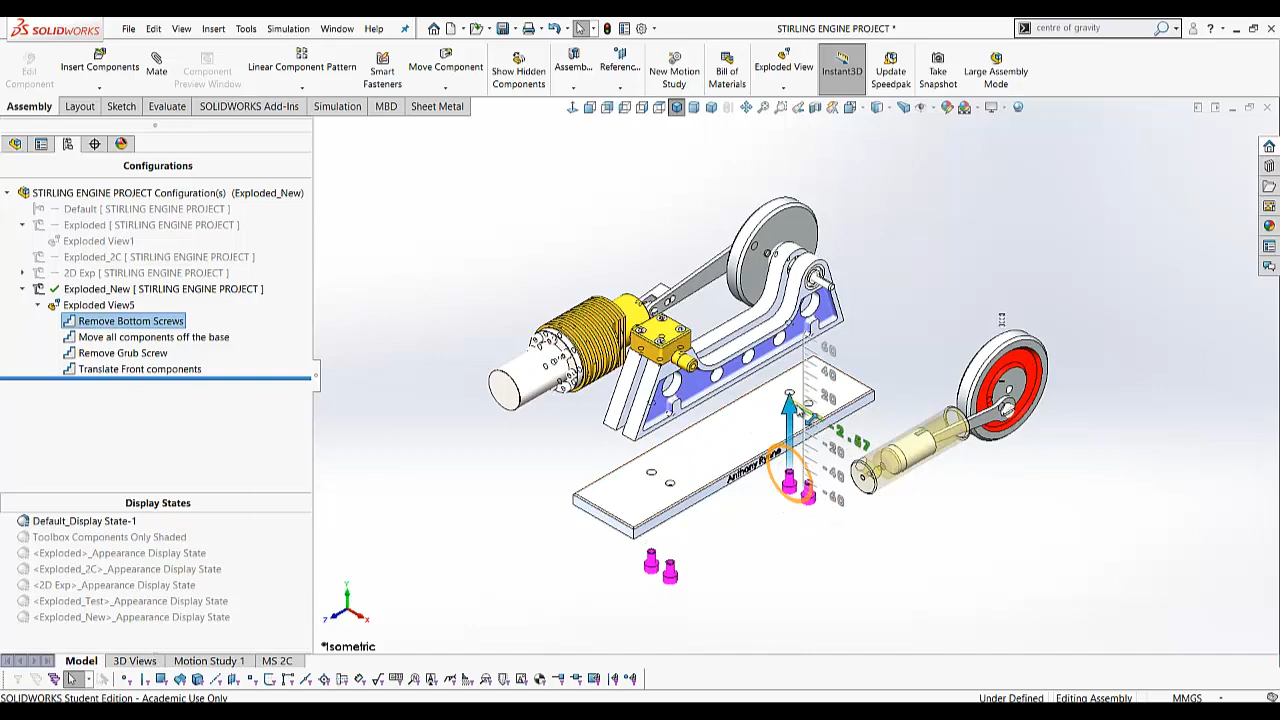 SOLIDWORKS File Edit View Insert Tools Simulation Window Help STIRLING ENGINE PROJECT * centre of gravity
Edit Component
Insert Components
Mate
Component Preview Window
Linear Component Pattern
Smart Fasteners
Move Component
Show Hidden Components
Assemb...
Referenc...
New Motion Study
Bill of Materials
Exploded View
Instant3D
Update Speedpak
Take Snapshot
Large Assembly Mode
Assembly Layout Sketch Evaluate SOLIDWORKS Add-Ins Simulation MBD Sheet Metal
Configurations
STIRLING ENGINE PROJECT Configuration(s) (Exploded_New)
Default [ STIRLING ENGINE PROJECT ]
Exploded [ STIRLING ENGINE PROJECT ]
Exploded View1
Exploded_2C [ STIRLING ENGINE PROJECT ]
2D Exp [ STIRLING ENGINE PROJECT ]
Exploded_New [ STIRLING ENGINE PROJECT ]
Exploded View5
Remove Bottom Screws
Move all components off the base
Remove Grub Screw
Translate Front components
60
40
20
-2.57
-20
-40
-60
Anthony
Display States
Default_Display State-1
Toolbox Components Only Shaded
<Exploded>_Appearance Display State
<Exploded_2C>_Appearance Display State
<2D Exp>_Appearance Display State
<Exploded_Test>_Appearance Display State
<Exploded_New>_Appearance Display State
Y
Z X
*Isometric
Model 3D Views Motion Study 1 MS 2C
SOLIDWORKS Student Edition - Academic Use Only Under Defined Editing Assembly MMGS